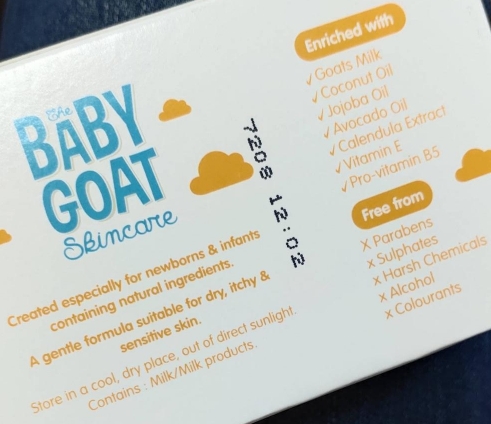 The
BABY
GOAT
Skincare
Created especially for newborns & infants
containing natural ingredients.
A gentle formula suitable for dry, itchy &
sensitive skin.
Store in a cool, dry place, out of direct sunlight.
Contains : Milk/Milk products.
7208 12:02
Enriched with
✓ Goats Milk
✓ Coconut Oil
✓ Jojoba Oil
✓ Avocado Oil
✓ Calendula Extract
✓ Vitamin E
✓ Pro-vitamin B5
Free from
x Parabens
x Sulphates
x Harsh Chemicals
x Alcohol
x Colourants